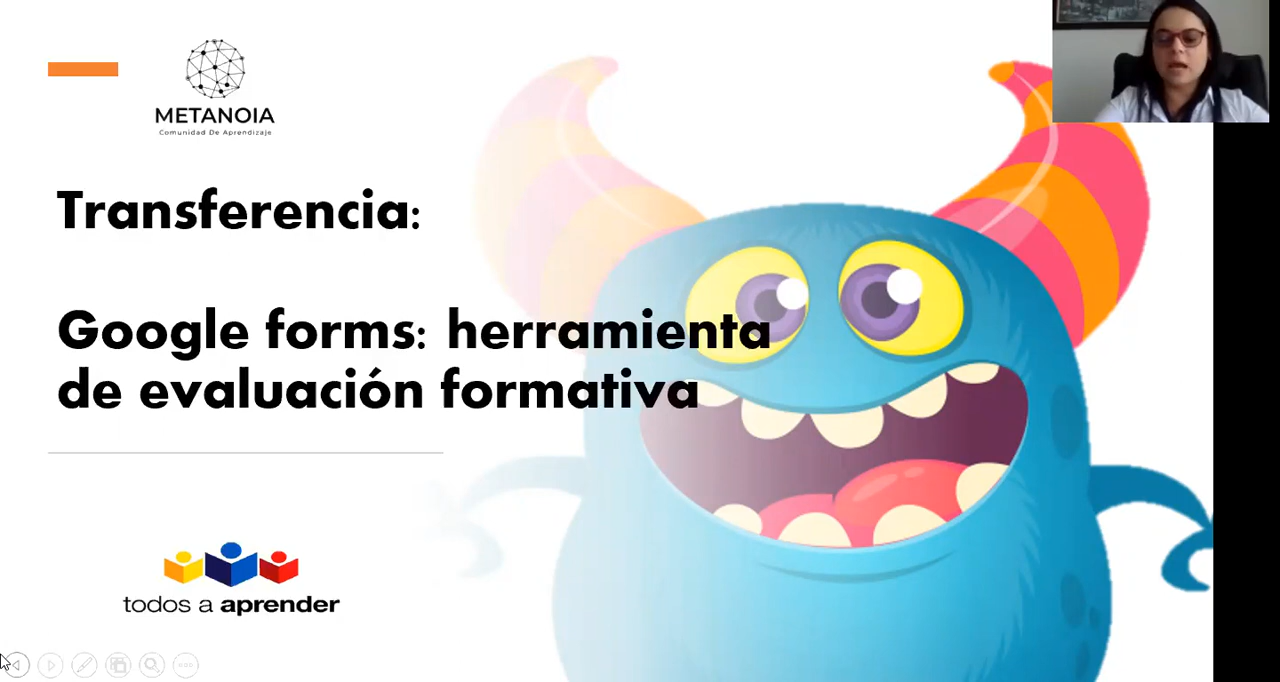 METANOIA
Comunidad De Aprendizaje
Transferencia:
Google forms: herramienta
de evaluación formativa
todos a aprender